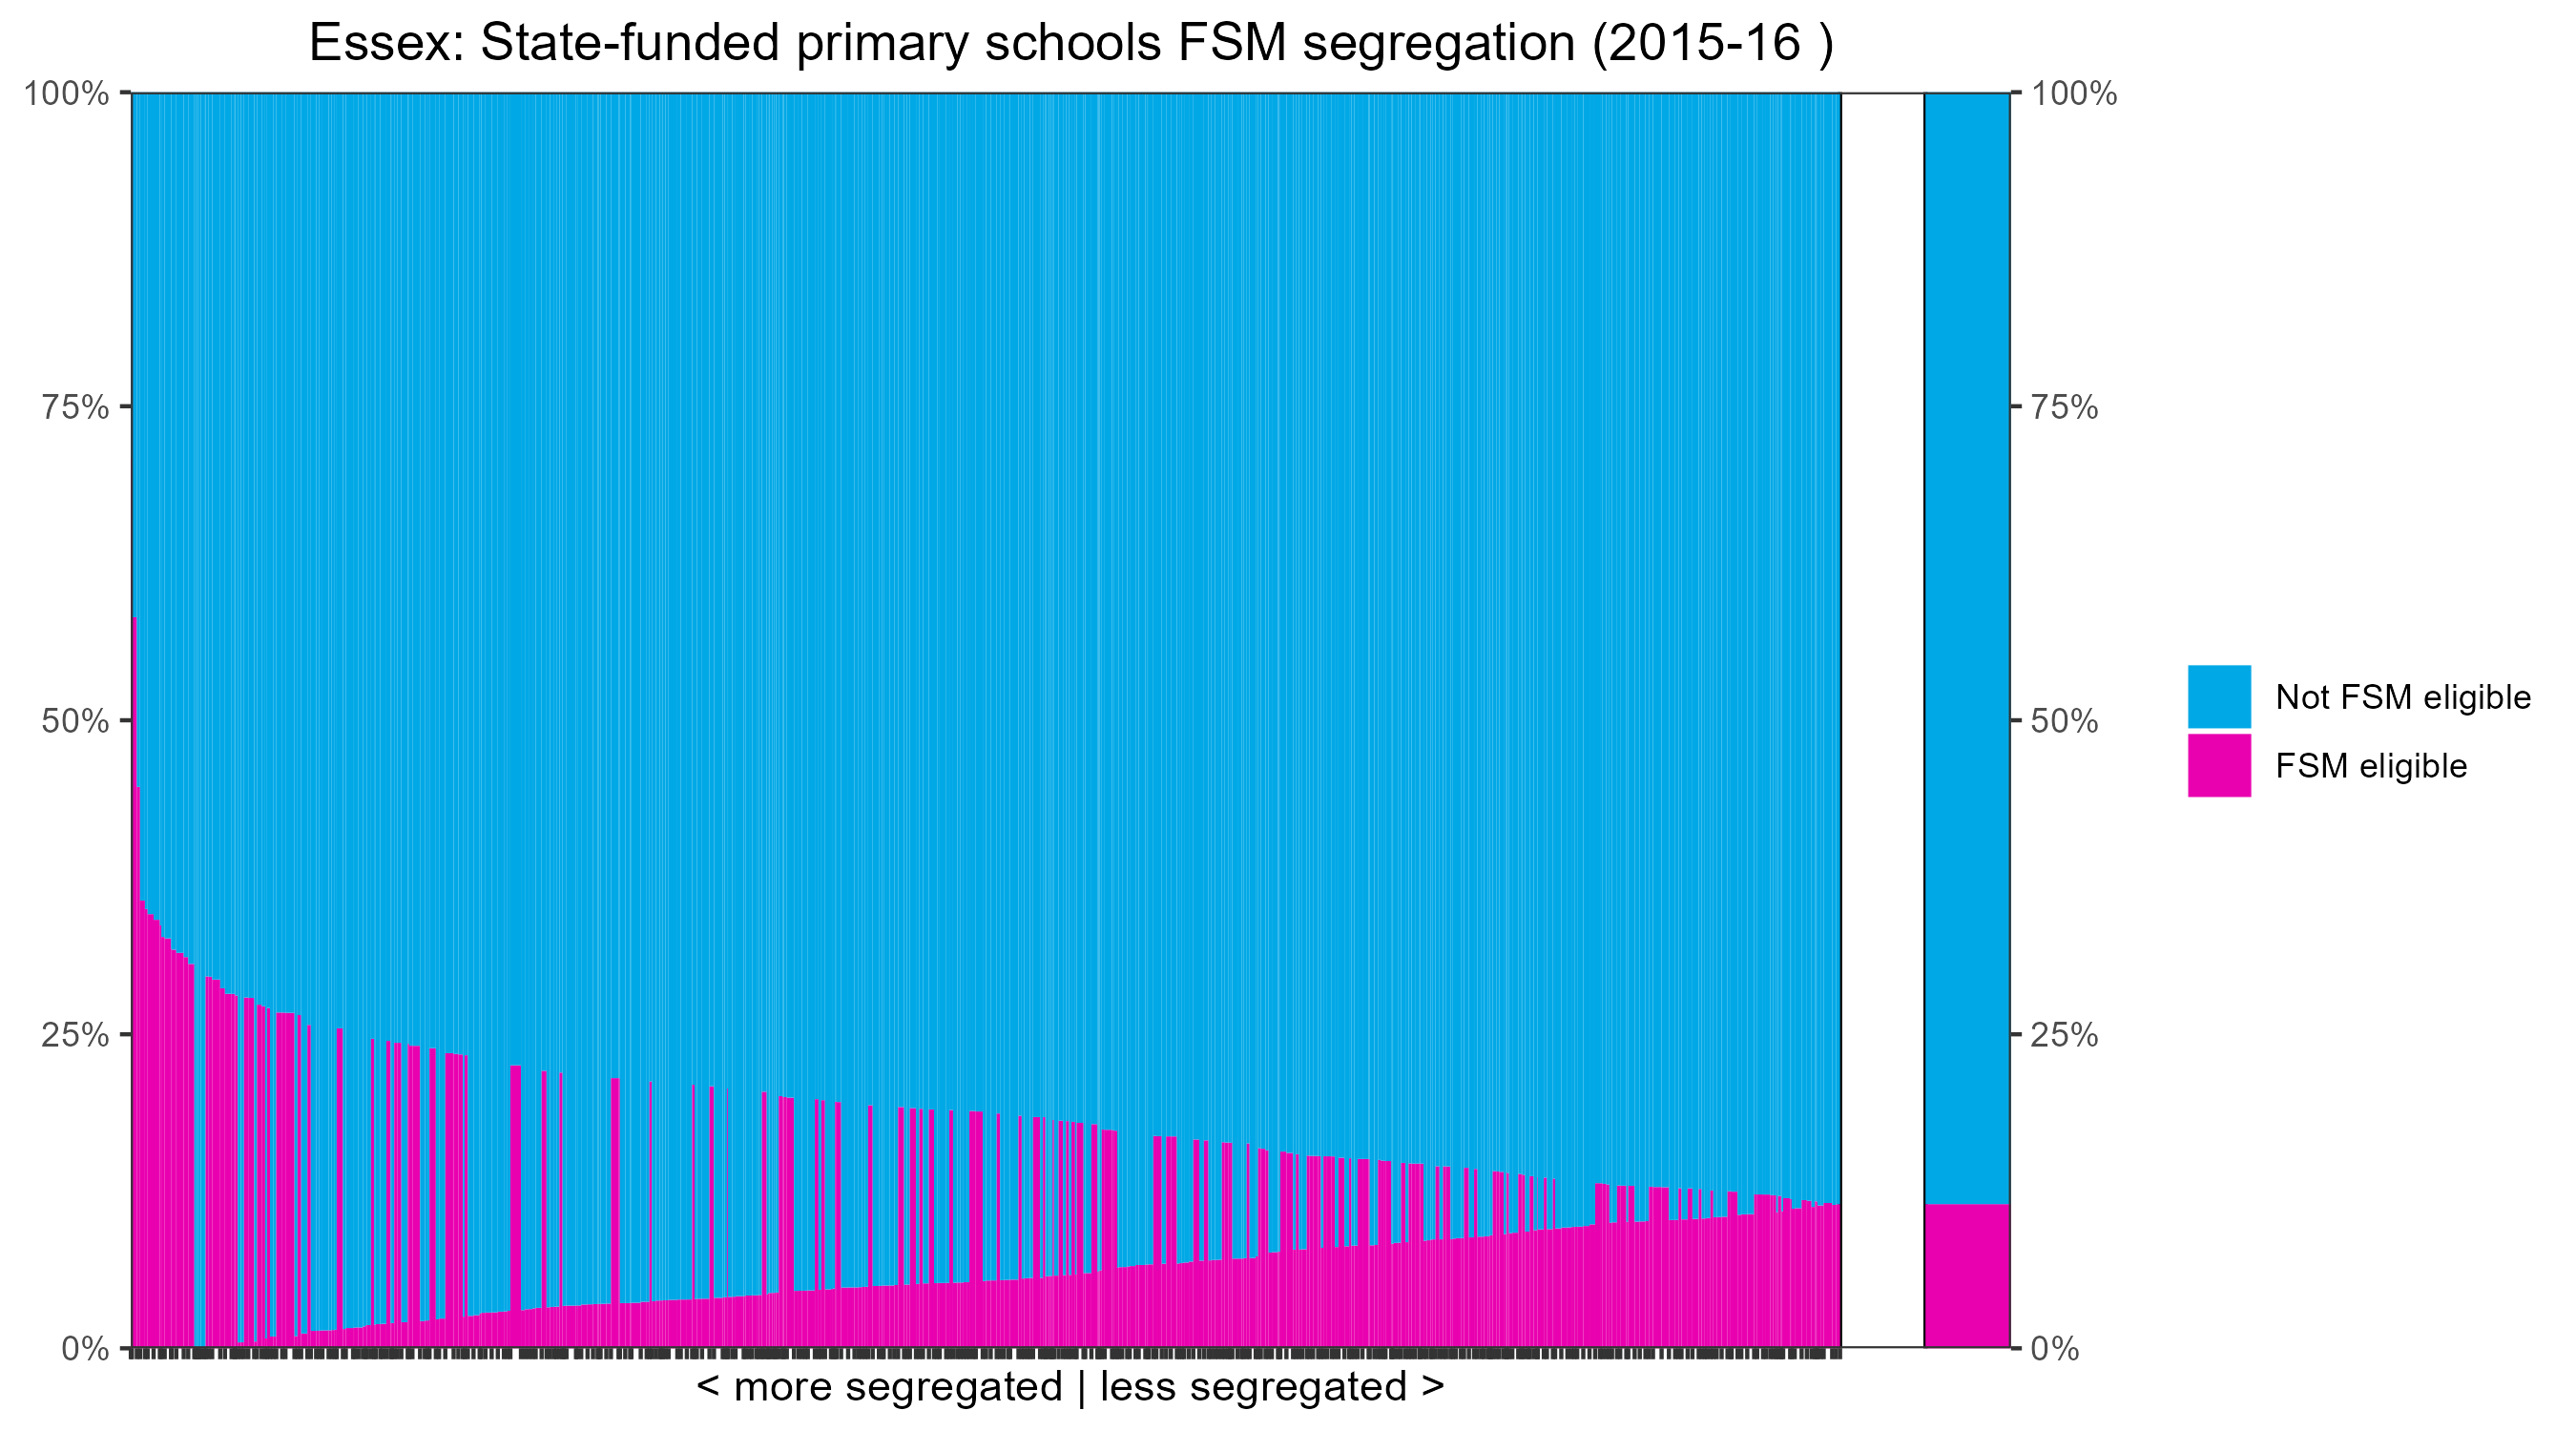 Essex: State-funded primary schools FSM segregation (2015-16 )
100%
75%
50%
25%
0%
100%
75%
50%
25%
0%
Not FSM eligible
FSM eligible
< more segregated | less segregated >